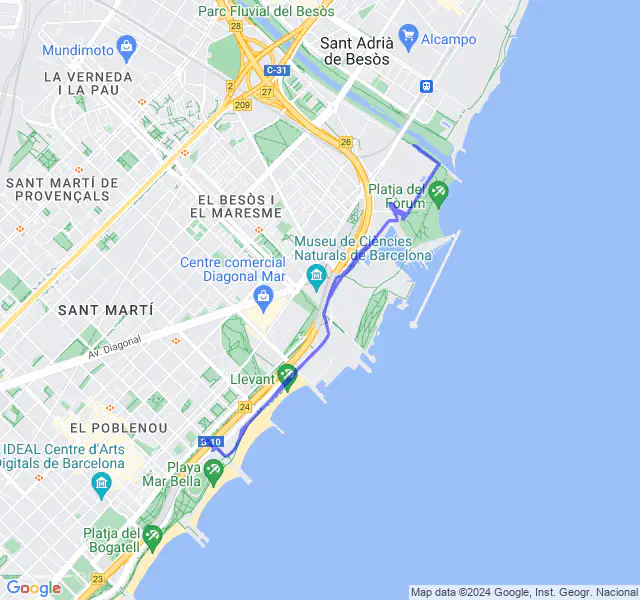 Parc Fluvial del Besòs
28
Mundimoto
Sant Adrià
de Besòs
Alcampo
LA VERNEDA
I LA PAU
C-31
2
27
209
26
SANT MARTÍ DE
PROVENÇALS
EL BESÒS I
EL MARESME
Platja del
Fòrum
Museu de Ciències
Naturals de Barcelona
Centre comercial
Diagonal Mar
SANT MARTÍ
Av. Diagonal
Llevant
24
EL POBLENOU
B-10
IDEAL Centre d'Arts
Digitals de Barcelona
Playa
Mar Bella
Platja del
Bogatell
23
Google
Map data ©2024 Google, Inst. Geogr. Nacional